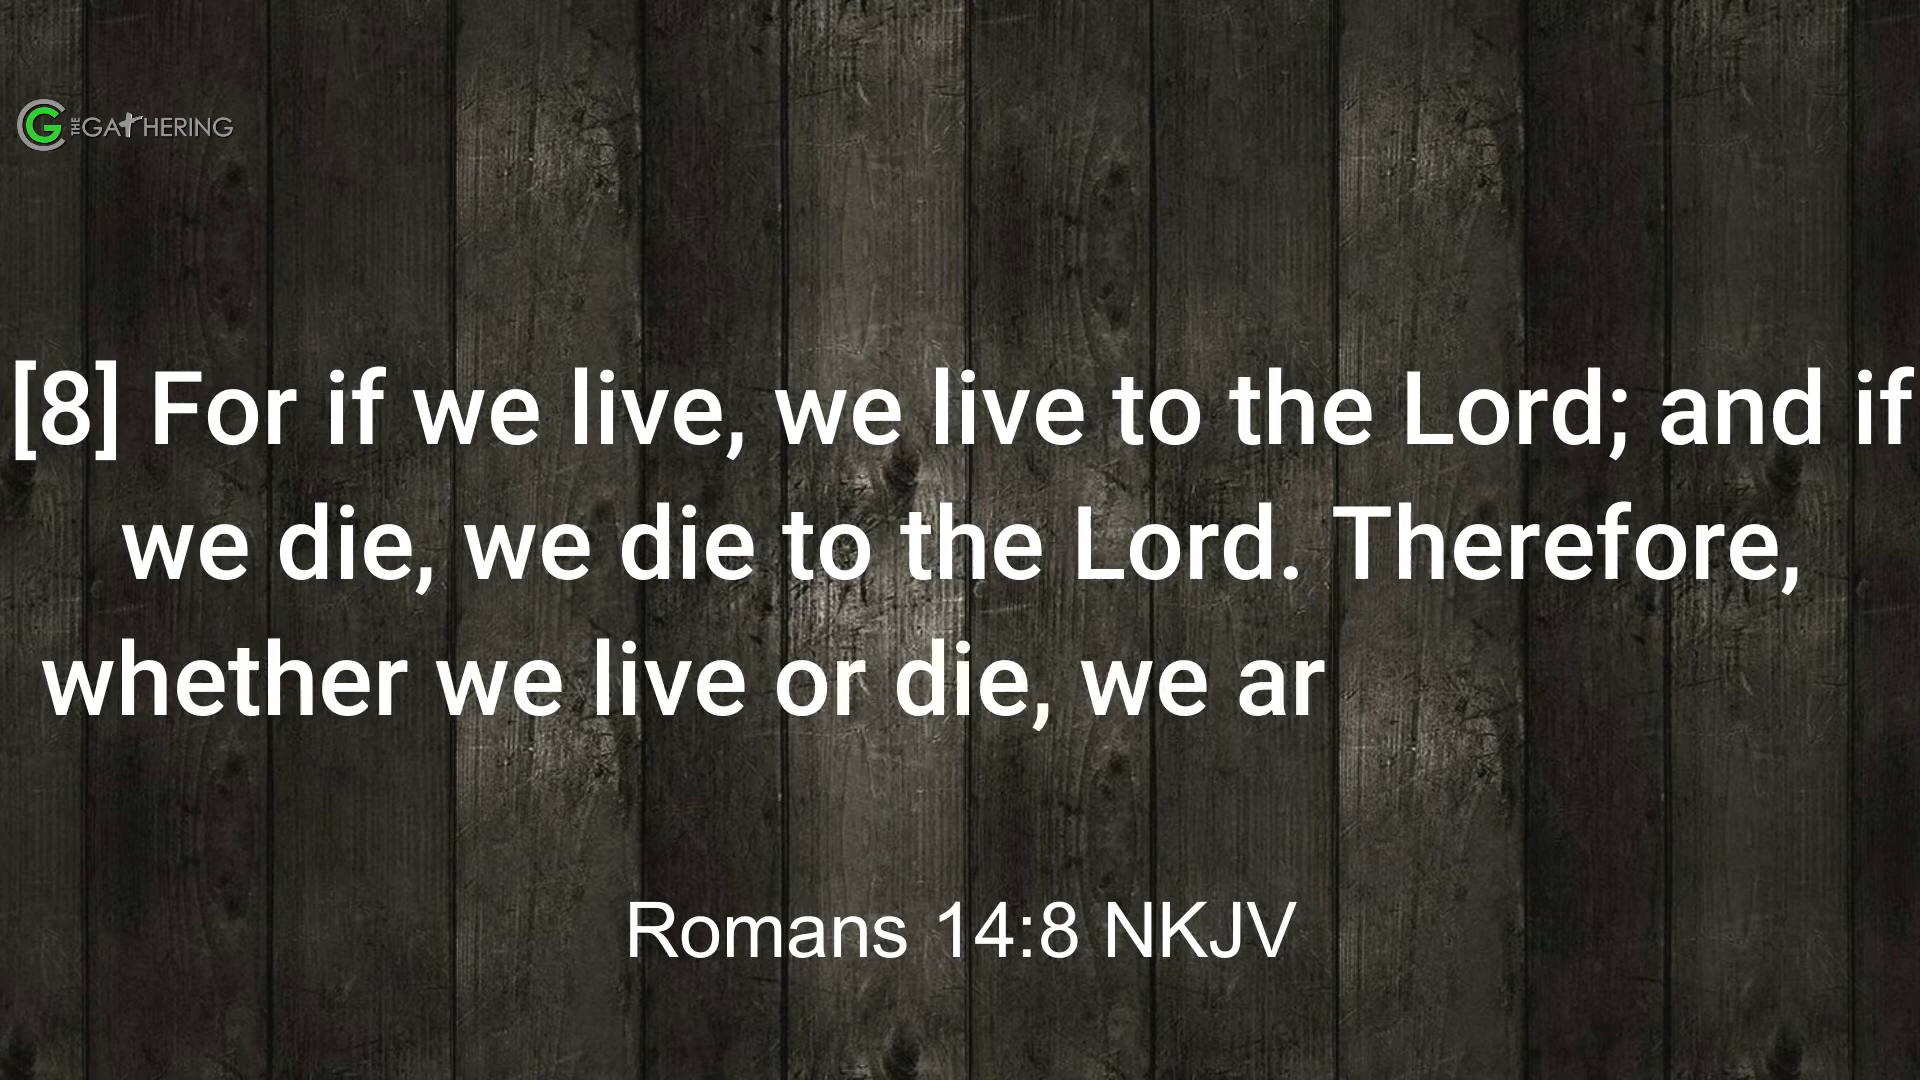 THE GATHERING
[8] For if we live, we live to the Lord; and if
we die, we die to the Lord. Therefore,
whether we live or die, we ar
Romans 14:8 NKJV